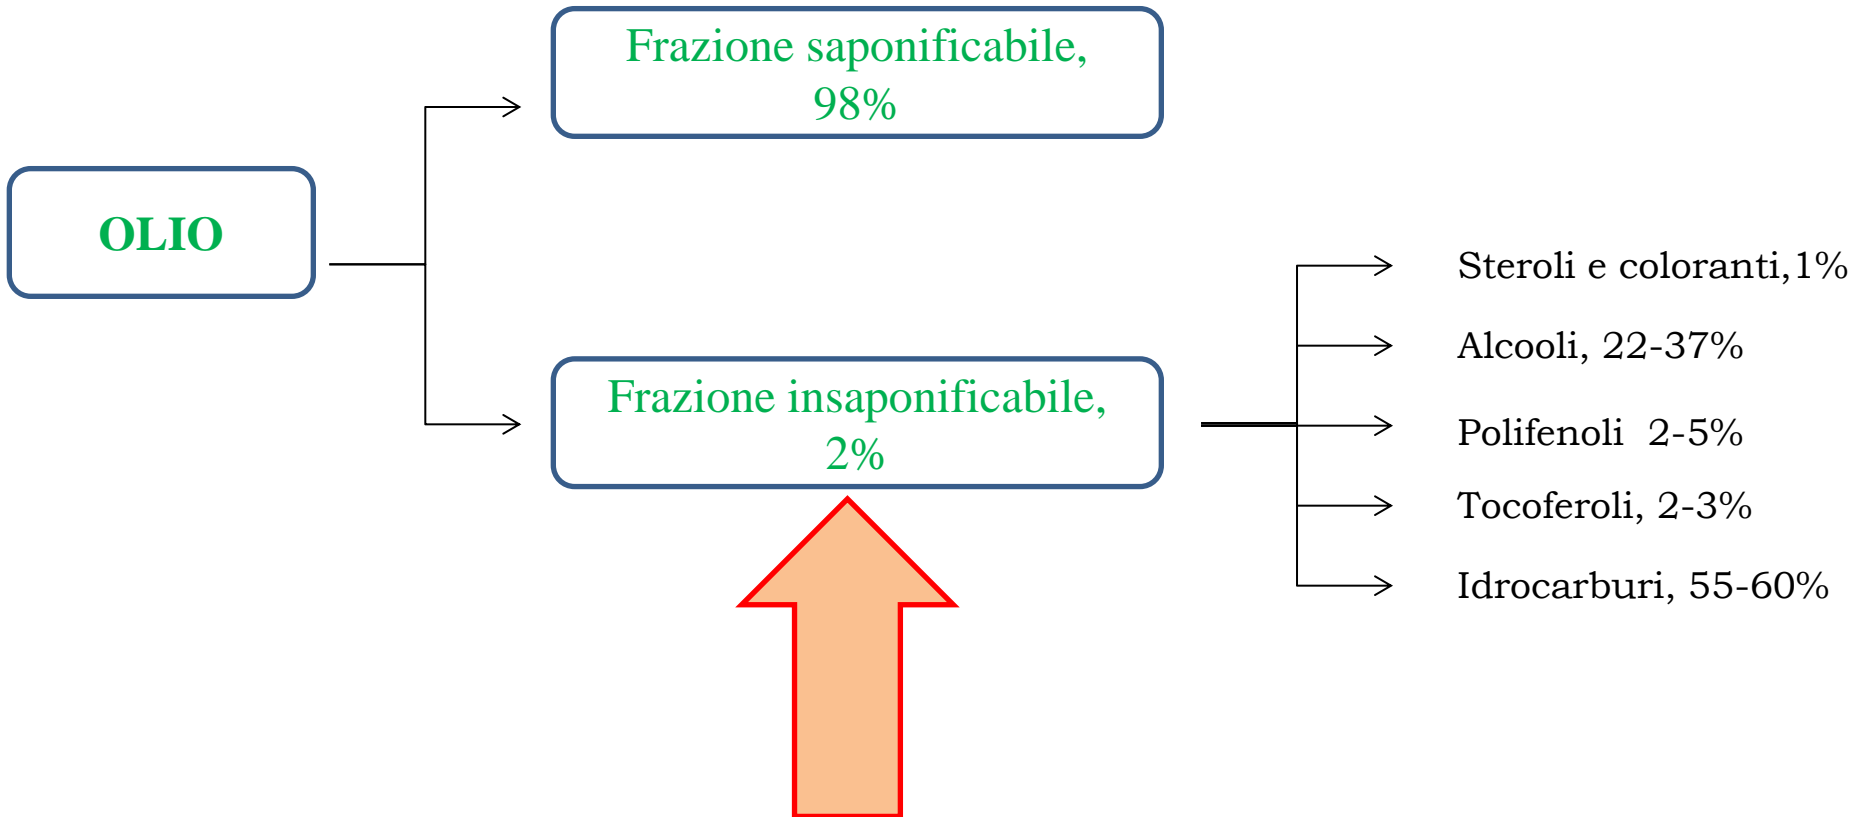 Frazione saponificabile,
98%
OLIO
Frazione insaponificabile,
2%
Steroli e coloranti,1%
Alcooli, 22-37%
Polifenoli  2-5%
Tocoferoli, 2-3%
Idrocarburi, 55-60%